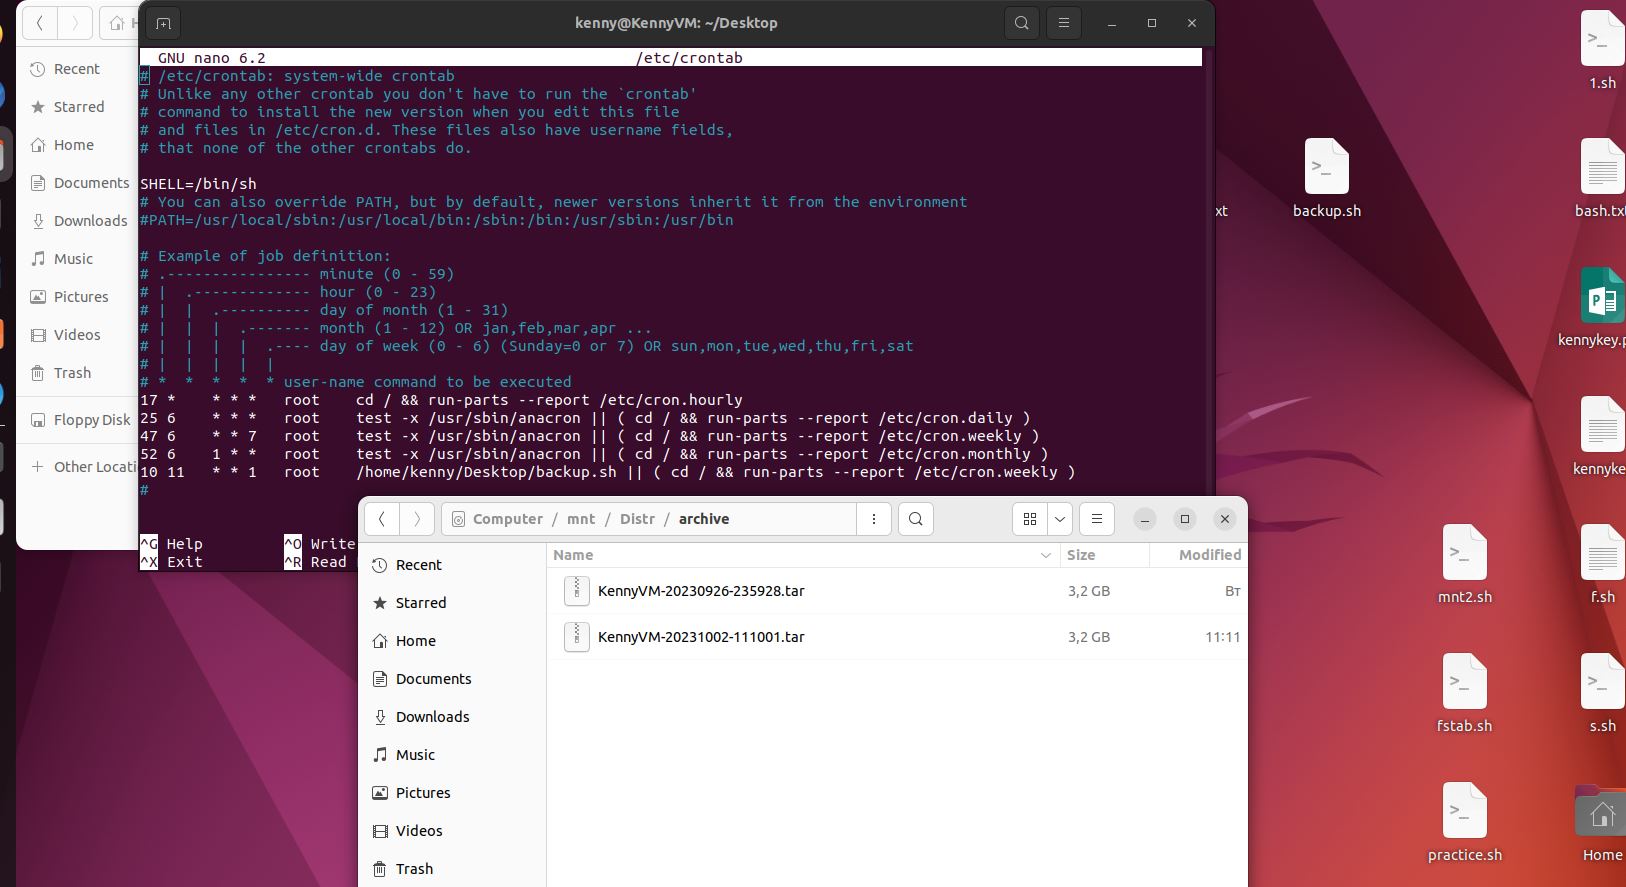 kenny@KennyVM: ~/Desktop
GNU nano 6.2 /etc/crontab
# /etc/crontab: system-wide crontab
# Unlike any other crontab you don't have to run the `crontab'
# command to install the new version when you edit this file
# and files in /etc/cron.d. These files also have username fields,
# that none of the other crontabs do.
SHELL=/bin/sh
# You can also override PATH, but by default, newer versions inherit it from the environment
#PATH=/usr/local/sbin:/usr/local/bin:/sbin:/bin:/usr/sbin:/usr/bin
# Example of job definition:
# .---------------- minute (0 - 59)
# |  .------------- hour (0 - 23)
# |  |  .---------- day of month (1 - 31)
# |  |  |  .------- month (1 - 12) OR jan,feb,mar,apr ...
# |  |  |  |  .---- day of week (0 - 6) (Sunday=0 or 7) OR sun,mon,tue,wed,thu,fri,sat
# |  |  |  |  |
# *  *  *  *  * user-name command to be executed
17 *    * * *   root    cd / && run-parts --report /etc/cron.hourly
25 6    * * *   root    test -x /usr/sbin/anacron || ( cd / && run-parts --report /etc/cron.daily )
47 6    * * 7   root    test -x /usr/sbin/anacron || ( cd / && run-parts --report /etc/cron.weekly )
52 6    1 * *   root    test -x /usr/sbin/anacron || ( cd / && run-parts --report /etc/cron.monthly )
10 11   * * 1   root    /home/kenny/Desktop/backup.sh || ( cd / && run-parts --report /etc/cron.weekly )
#
^G Help ^O Write
^X Exit ^R Read
Recent
Starred
Home
Documents
Downloads
Music
Pictures
Videos
Trash
Floppy Disk
+ Other Locati
Computer / mnt / Distr / archive
Name Size Modified
KennyVM-20230926-235928.tar 3,2 GB Вт
KennyVM-20231002-111001.tar 3,2 GB 11:11
Recent
Starred
Home
Documents
Downloads
Music
Pictures
Videos
Trash
1.sh
xt
backup.sh
bash.txt
kennykey.p
kennyke
mnt2.sh
f.sh
fstab.sh
s.sh
practice.sh
Home